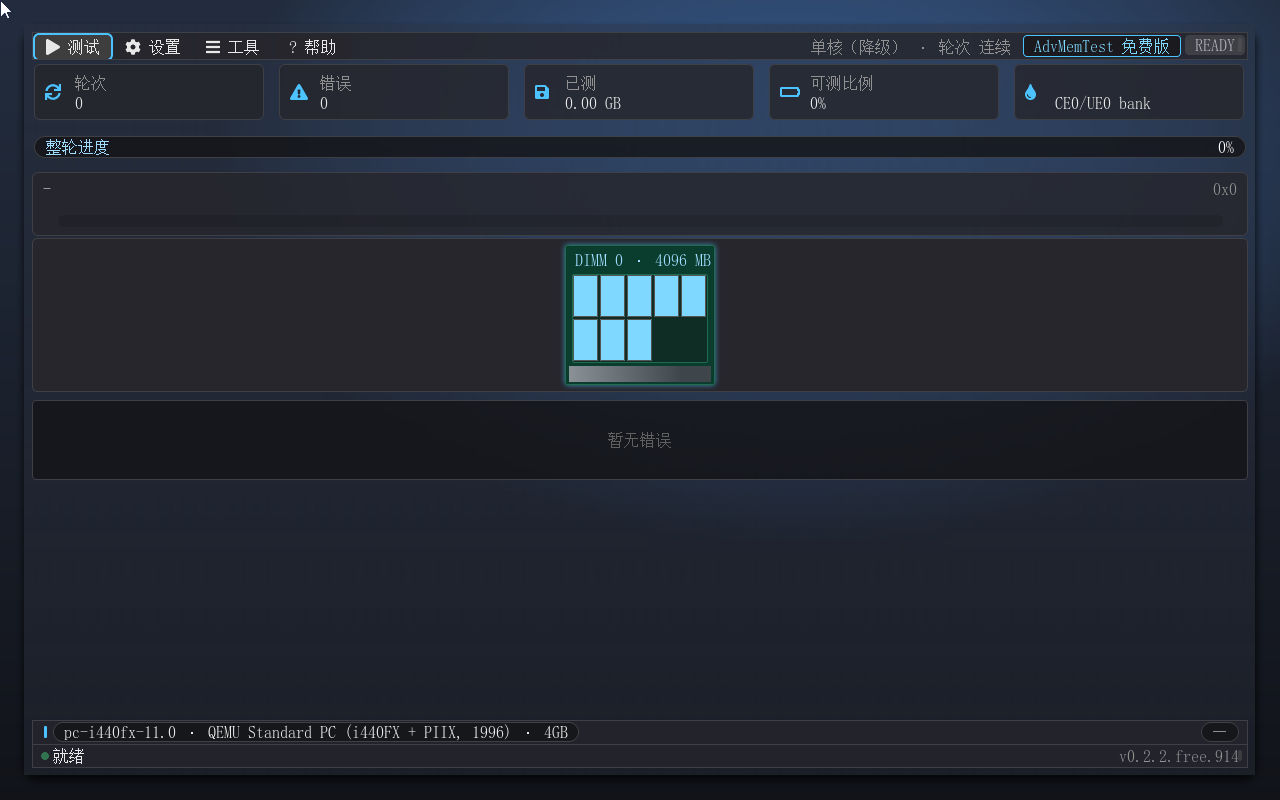 测试 设置 工具 ? 帮助 单核（降级） · 轮次 连续 AdvMemTest 免费版 READY
轮次
0
错误
0
已测
0.00 GB
可测比例
0%
CE0/UE0 bank
整轮进度 0%
— 0x0
DIMM 0 · 4096 MB
暂无错误
pc-i440fx-11.0 · QEMU Standard PC (i440FX + PIIX, 1996) · 4GB —
就绪 v0.2.2.free.914